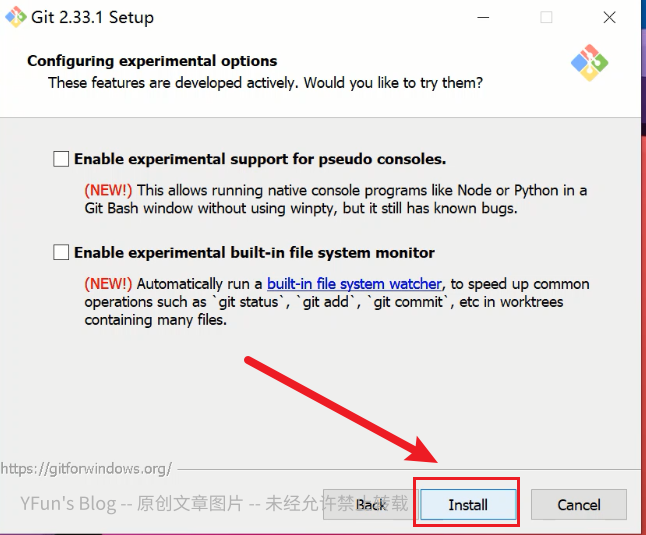 Git 2.33.1 Setup
Configuring experimental options
These features are developed actively. Would you like to try them?
Enable experimental support for pseudo consoles.
(NEW!) This allows running native console programs like Node or Python in a
Git Bash window without using winpty, but it still has known bugs.
Enable experimental built-in file system monitor
(NEW!) Automatically run a built-in file system watcher, to speed up common
operations such as `git status`, `git add`, `git commit`, etc in worktrees
containing many files.
https://gitforwindows.org/
YFun's Blog -- 原创文章图片 -- 未经允许禁止转载
Back Install Cancel